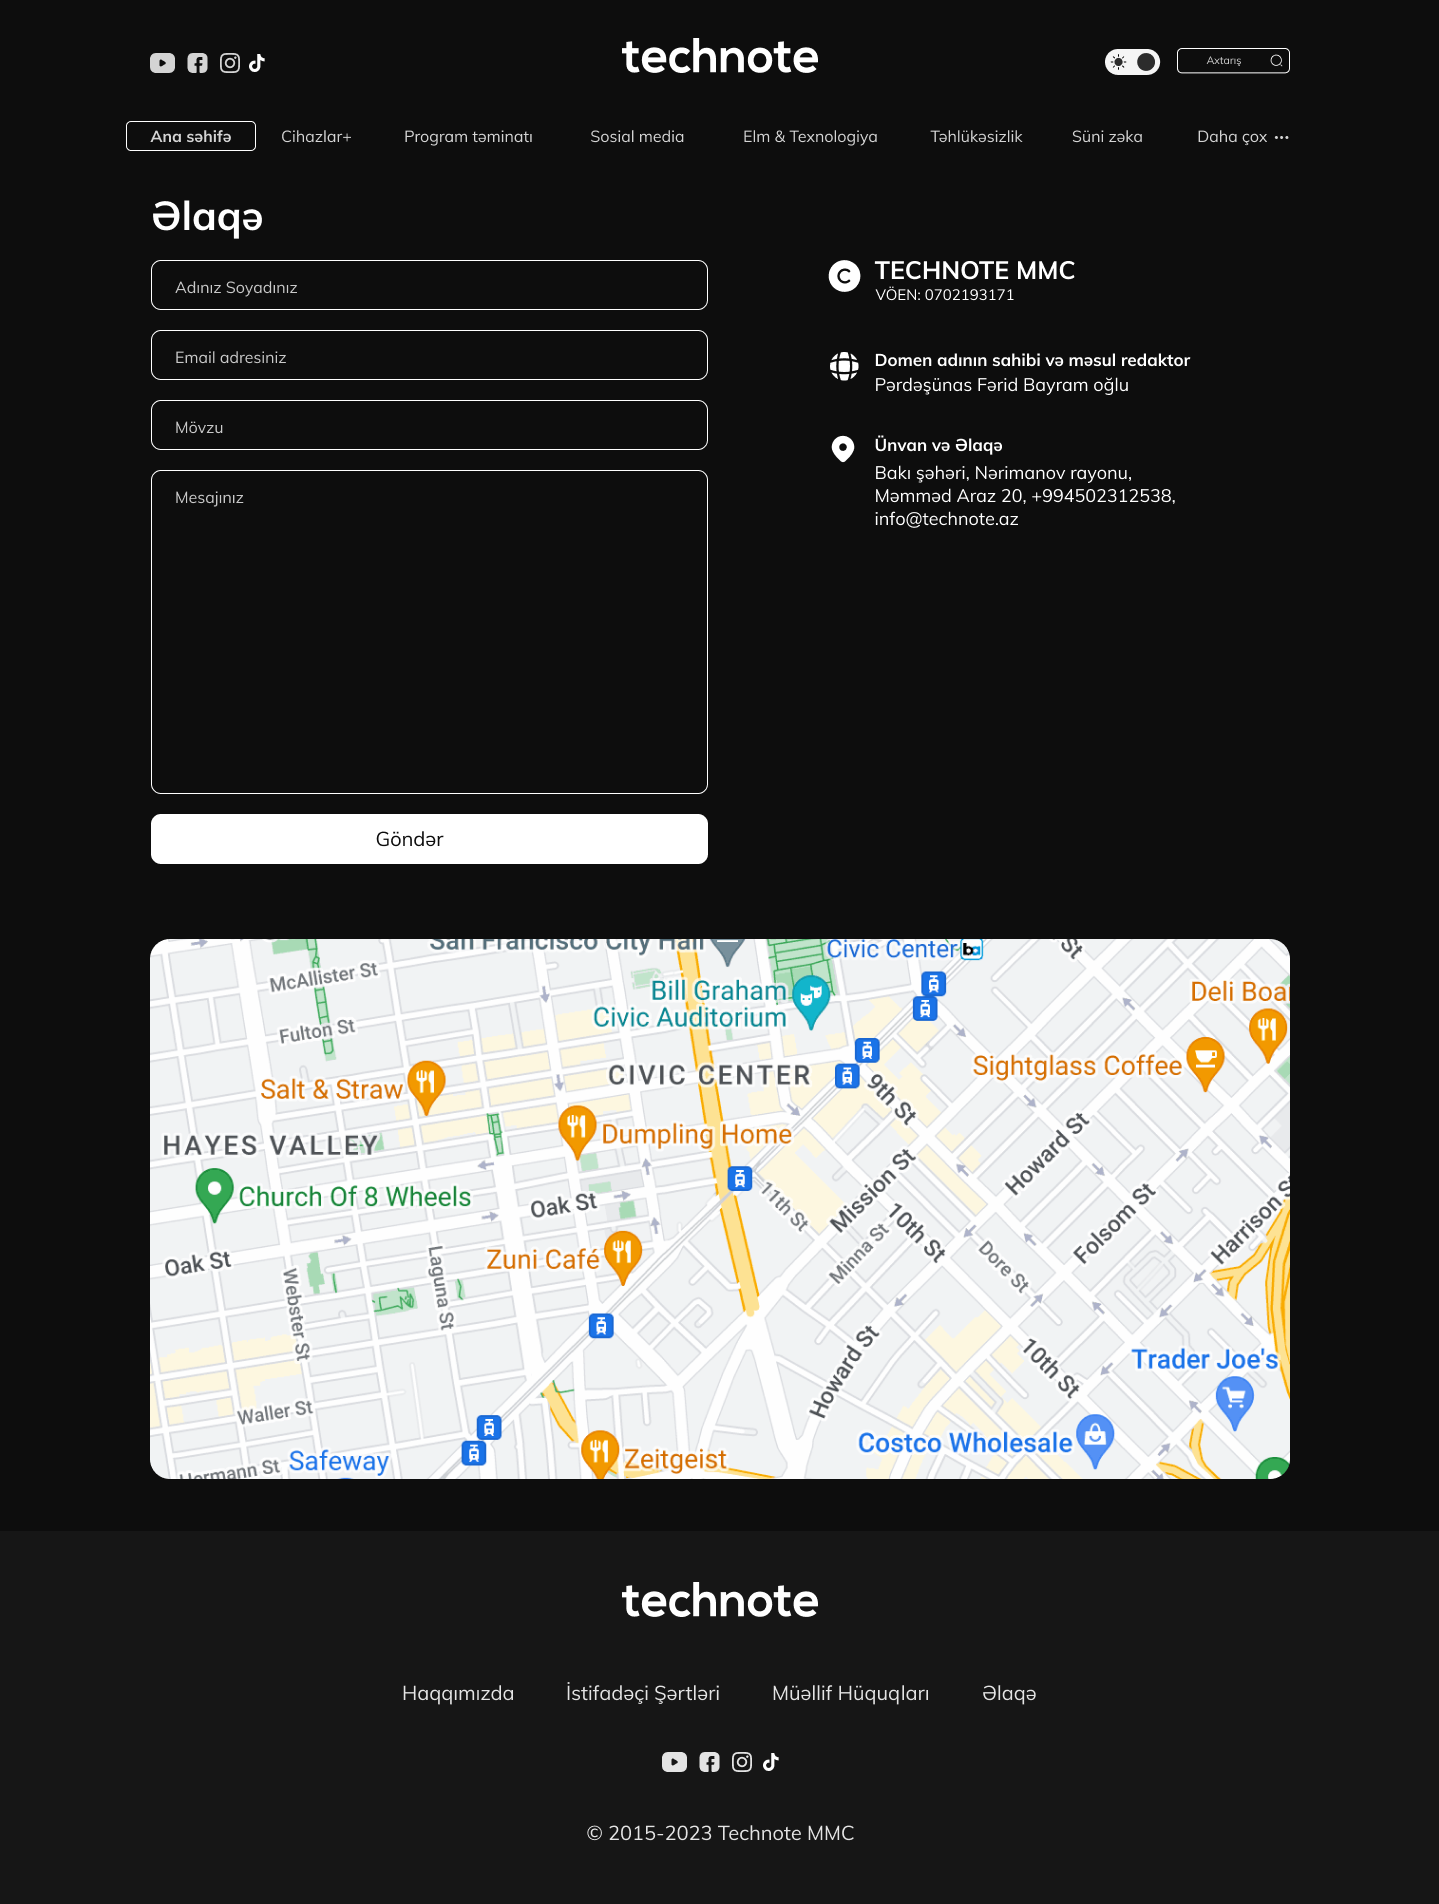 technote
Axtarış
Ana səhifə
Cihazlar+
Program təminatı
Sosial media
Elm & Texnologiya
Təhlükəsizlik
Süni zəka
Daha çox ...
Əlaqə
Adınız Soyadınız
Email adresiniz
Mövzu
Mesajınız
Göndər
C
TECHNOTE MMC
VÖEN: 0702193171
Domen adının sahibi və məsul redaktor
Pərdəşünas Fərid Bayram oğlu
Ünvan və Əlaqə
Bakı şəhəri, Nərimanov rayonu,
Məmməd Araz 20, +994502312538,
info@technote.az
San Francisco City Hall
Civic Center
ba
St
McAllister St
Bill Graham
Civic Auditorium
Deli Boa
Fulton St
Salt & Straw
CIVIC CENTER
Sightglass Coffee
9th St
HAYES VALLEY
Dumpling Home
Howard St
Church Of 8 Wheels
Oak St
11th St
Mission St
10th St
Folsom St
Harrison St
Oak St
Zuni Café
Minna St
Dore St
Webster St
Laguna St
Howard St
10th St
Trader Joe's
Waller St
Costco Wholesale
Hermann St
Safeway
Zeitgeist
technote
Haqqımızda
İstifadəçi Şərtləri
Müəllif Hüquqları
Əlaqə
© 2015-2023 Technote MMC